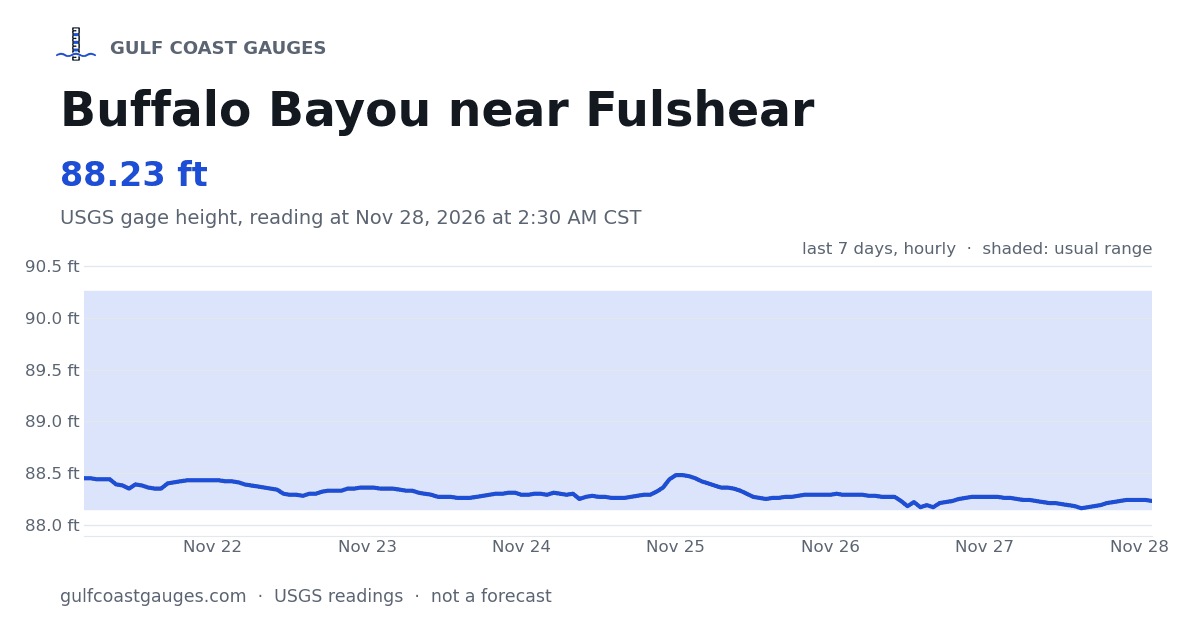 GULF COAST GAUGES
Buffalo Bayou near Fulshear
88.23 ft
USGS gage height, reading at Nov 28, 2026 at 2:30 AM CST
last 7 days, hourly · shaded: usual range
90.5 ft
90.0 ft
89.5 ft
89.0 ft
88.5 ft
88.0 ft
Nov 22 Nov 23 Nov 24 Nov 25 Nov 26 Nov 27 Nov 28
gulfcoastgauges.com · USGS readings · not a forecast